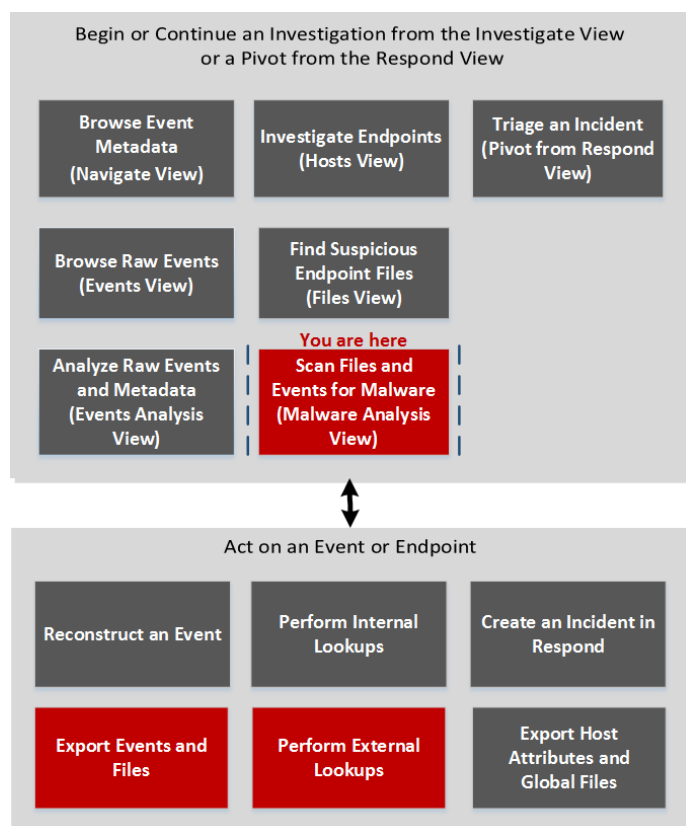 Begin or Continue an Investigation from the Investigate View
or a Pivot from the Respond View
Browse Event
Metadata
(Navigate View)
Investigate Endpoints
(Hosts View)
Triage an Incident
(Pivot from Respond
View)
Browse Raw Events
(Events View)
Find Suspicious
Endpoint Files
(Files View)
Analyze Raw Events
and Metadata
(Events Analysis
View)
You are here
Scan Files and
Events for Malware
(Malware Analysis
View)
Act on an Event or Endpoint
Reconstruct an Event
Perform Internal
Lookups
Create an Incident in
Respond
Export Events and
Files
Perform External
Lookups
Export Host
Attributes and
Global Files